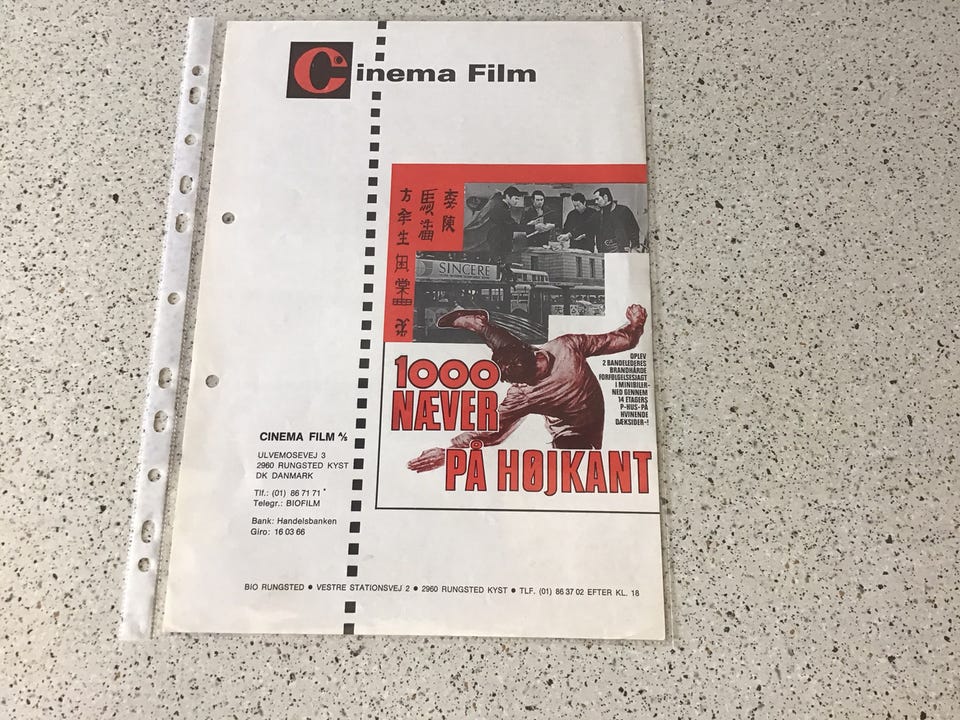 Cinema Film
SINCERE
1000
NÆVER
PÅ HØJKANT
OPLEV
2 BANDELEDERES
BRANDHÅRDE
FORFØLGELSESJAGT
I MINIBILER-
NED GENNEM
14 ETAGERS
P-HUS-PÅ
HVINENDE
DÆKSIDER-!
CINEMA FILM A/S
ULVEMOSEVEJ 3
2960 RUNGSTED KYST
DK DANMARK
Tlf.: (01) 86 71 71
Telegr.: BIOFILM
Bank: Handelsbanken
Giro: 16 03 66
BIO RUNGSTED ● VESTRE STATIONSVEJ 2 ● 2960 RUNGSTED KYST ● TLF. (01) 86 37 02 EFTER KL. 18